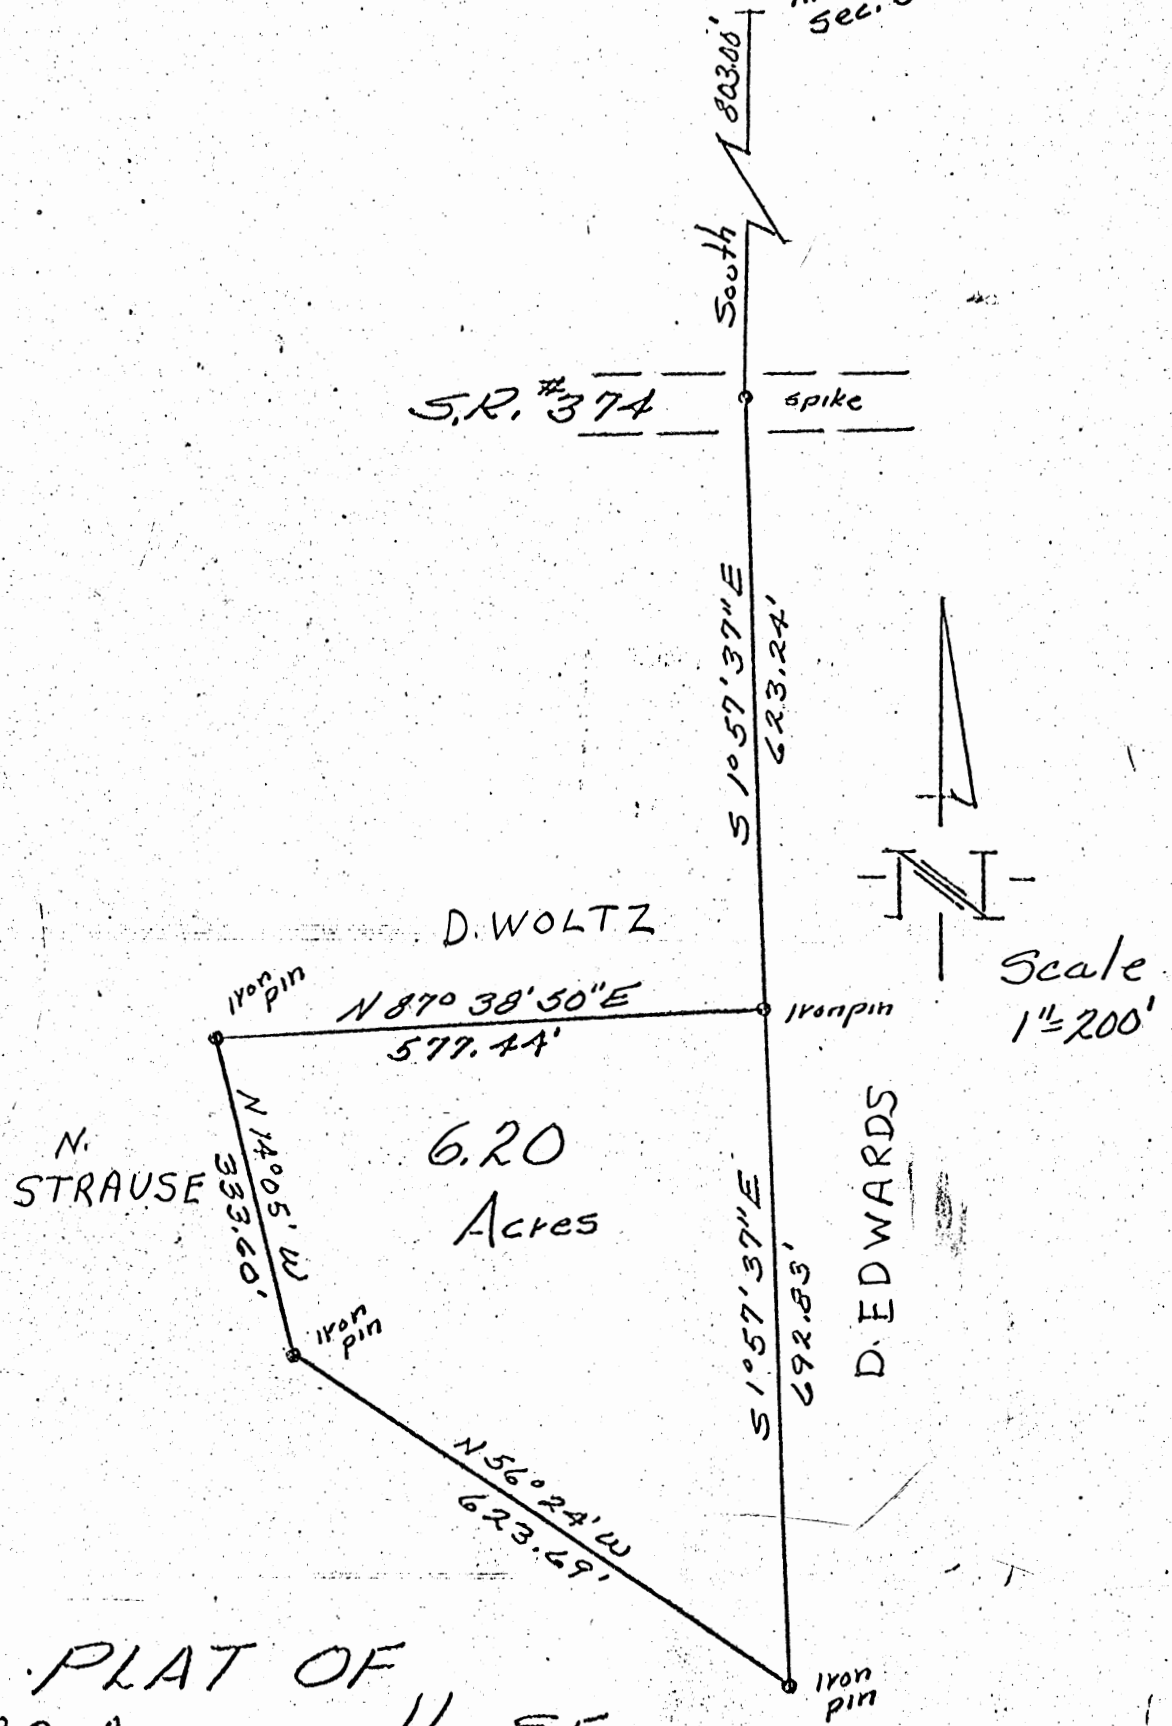 Sec.
803.00'
South
S.R. #374
spike
S 1° 57' 37" E
623.24'
N
Scale
1"=200'
D. WOLTZ
Iron
pin
N 87° 38' 50" E
577.44'
Iron pin
N.
STRAUSE
N 14° 05' W
333.60'
6.20
Acres
S 1° 57' 37" E
692.83'
D. EDWARDS
Iron
pin
N 56° 24' W
623.69'
Iron
pin
PLAT OF